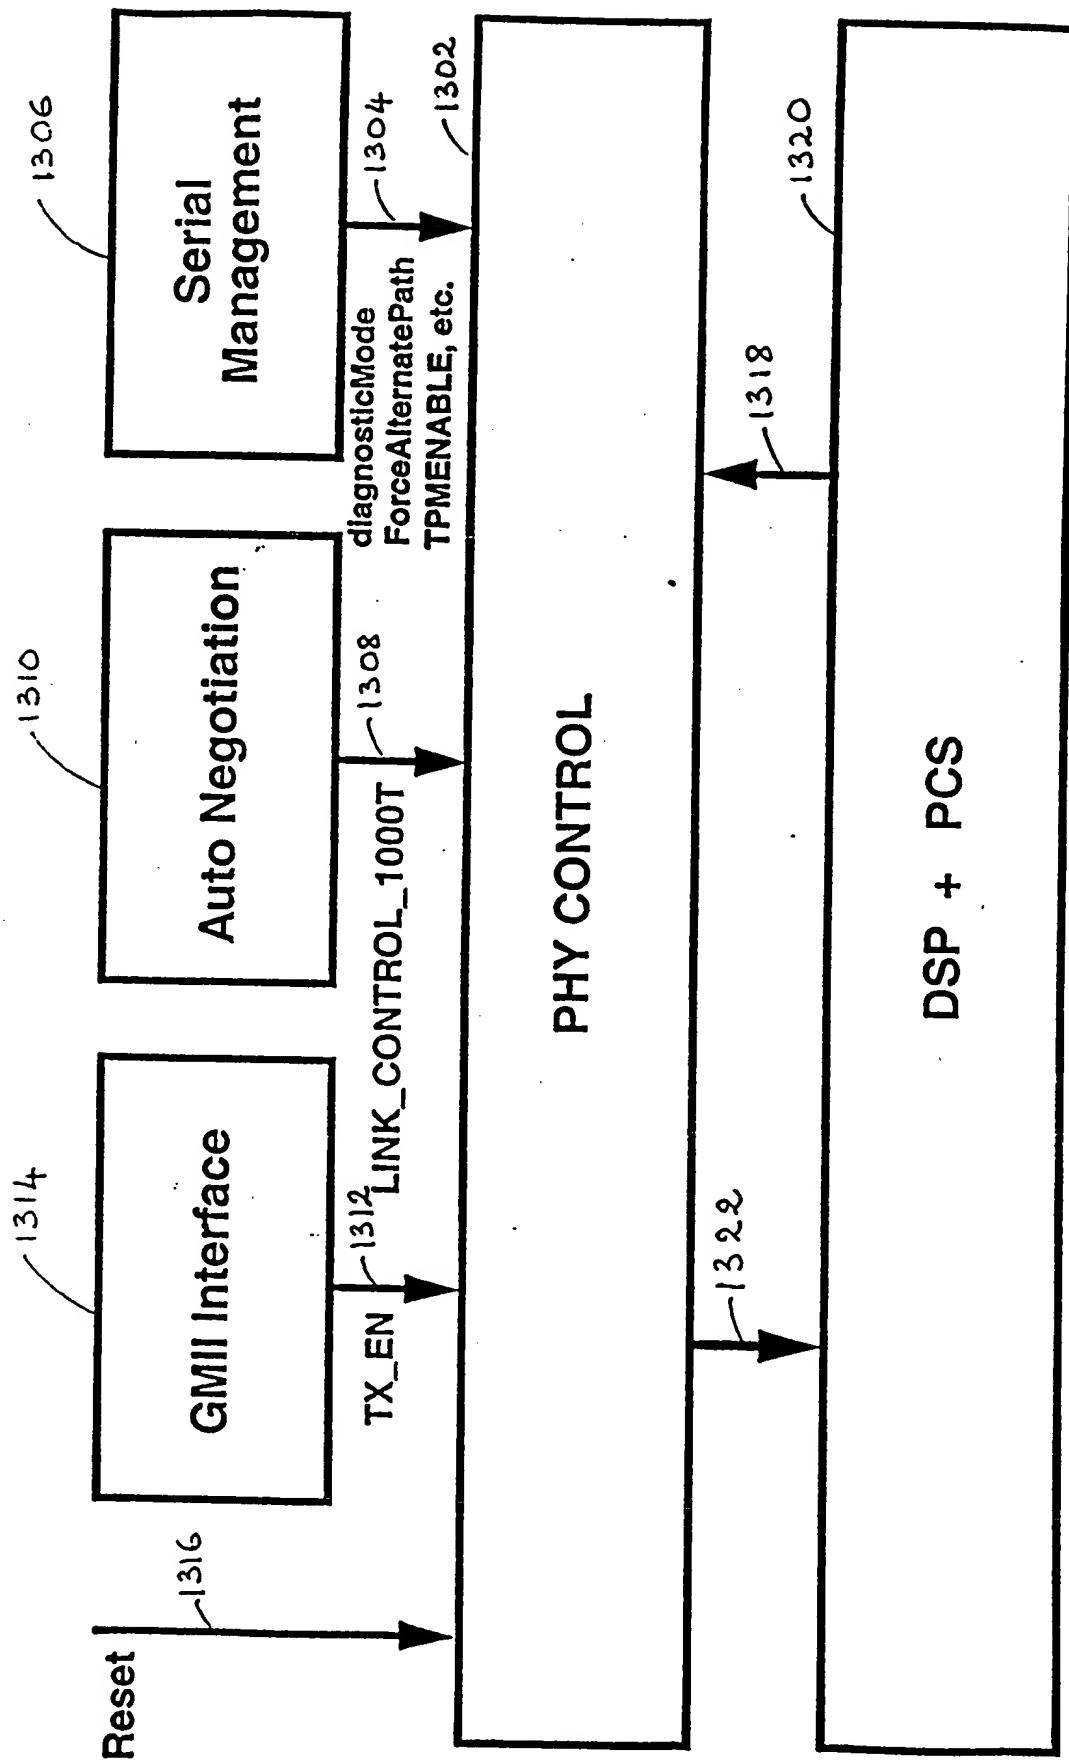 Reset
1316
1314
GMII Interface
1312
TX_EN
1310
Auto Negotiation
1308
LINK_CONTROL_1000T
1306
Serial
Management
1304
diagnosticMode
ForceAlternatePath
TPMENABLE, etc.
1302
PHY CONTROL
1322
1318
1320
DSP + PCS